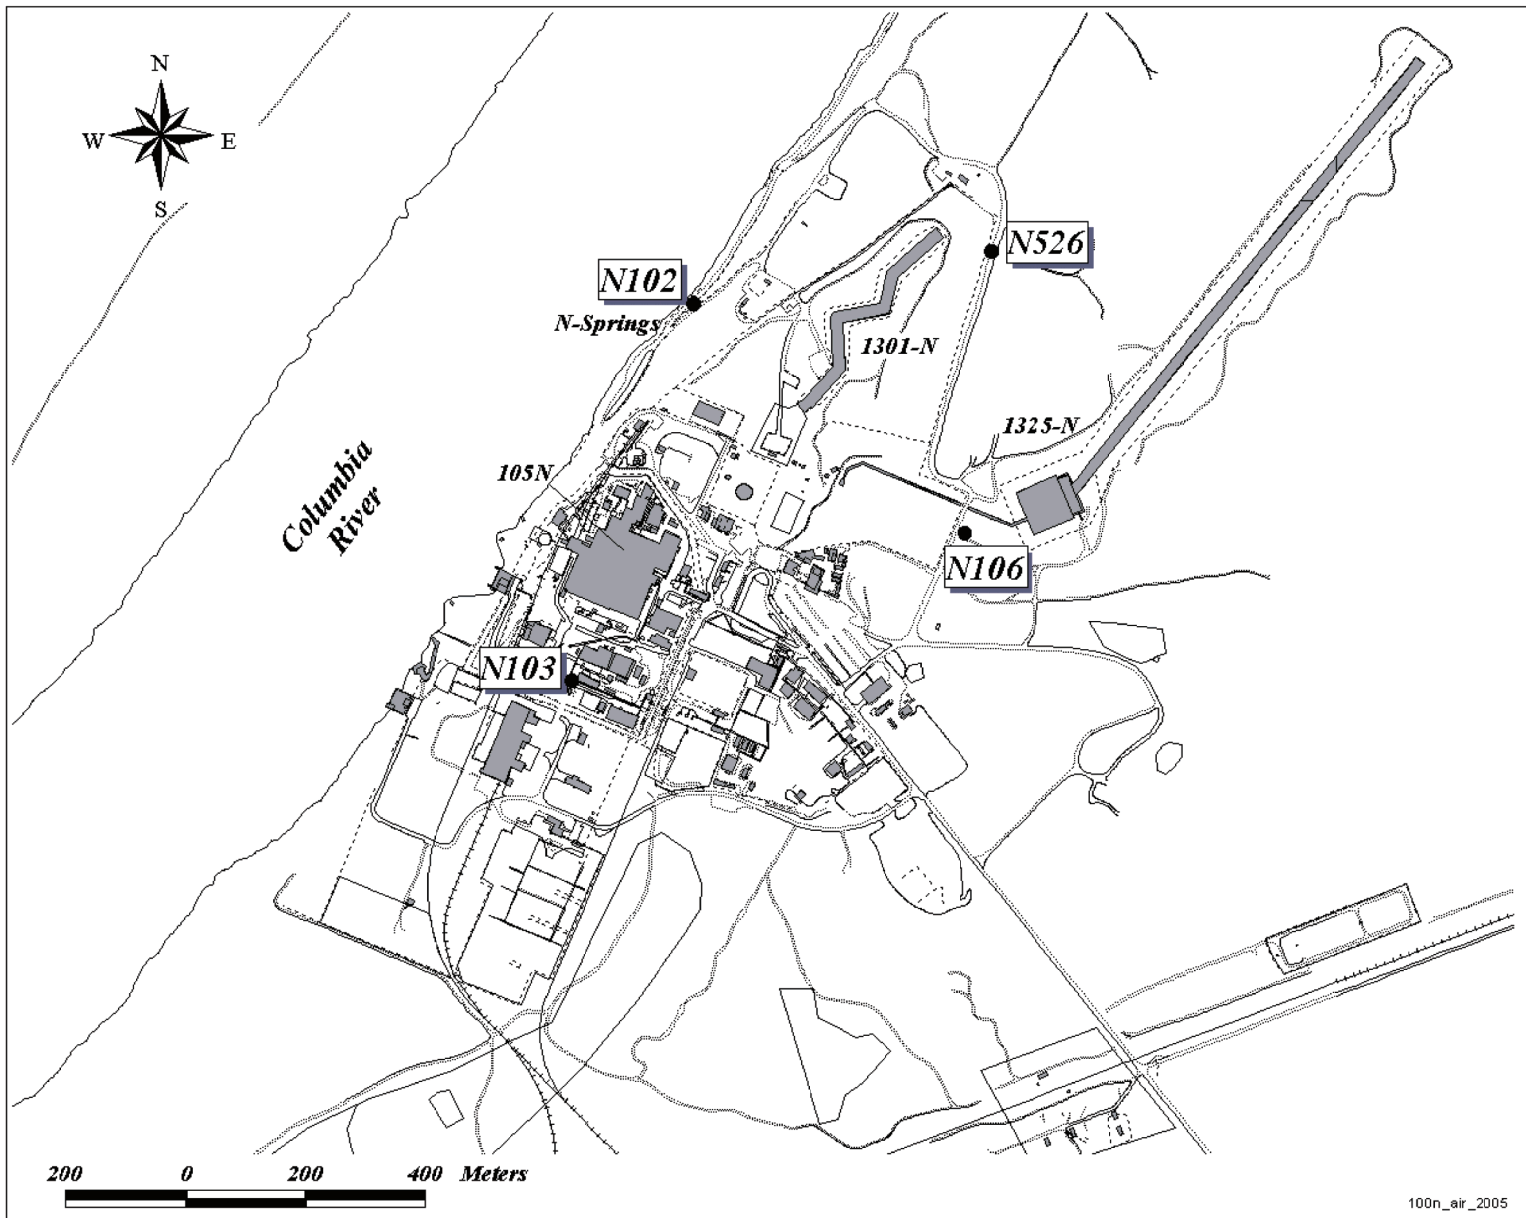 N
W E
S
N526
N102
N-Springs
1301-N
1325-N
105N
Columbia
River
N106
N103
200 0 200 400 Meters
100n_air_2005